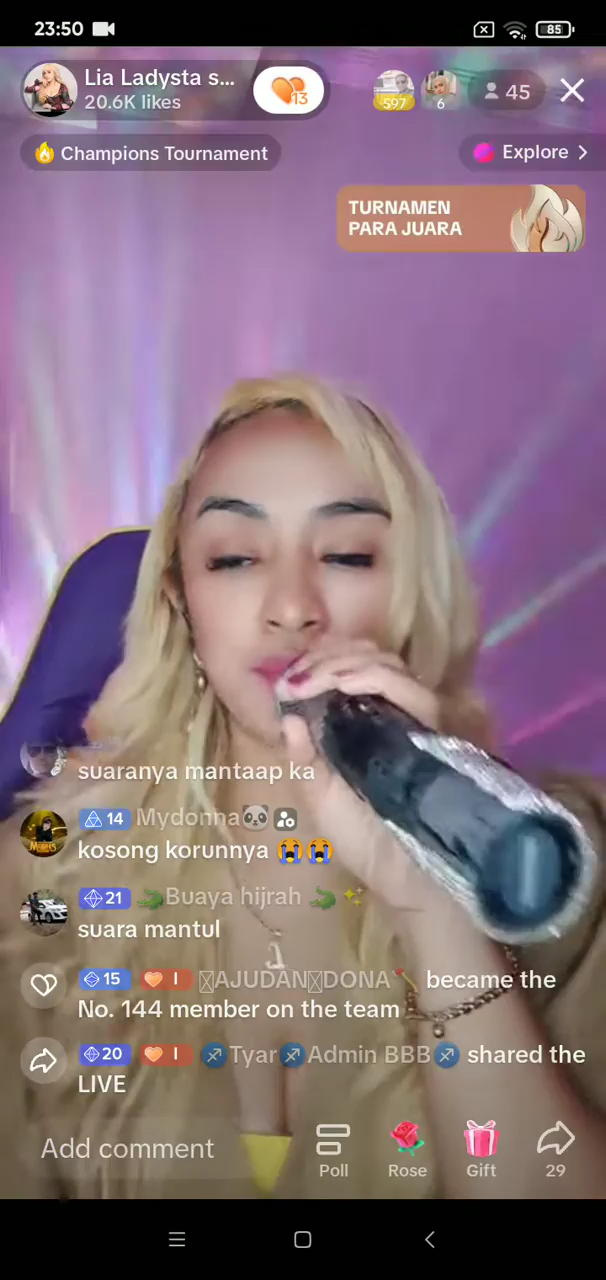 23:50
85
Lia Ladysta s...
20.6K likes
13
597
6
45
Champions Tournament
Explore
TURNAMEN
PARA JUARA
suaranya mantaap ka
14 Mydonna🐼
kosong korunnya 😭😭
21 🐊Buaya hijrah 🐊✨
suara mantul
15 I AJUDAN DONA became the
No. 144 member on the team
20 I ♐Tyar♐Admin BBB♐ shared the
LIVE
Add comment
Poll
Rose
Gift
29